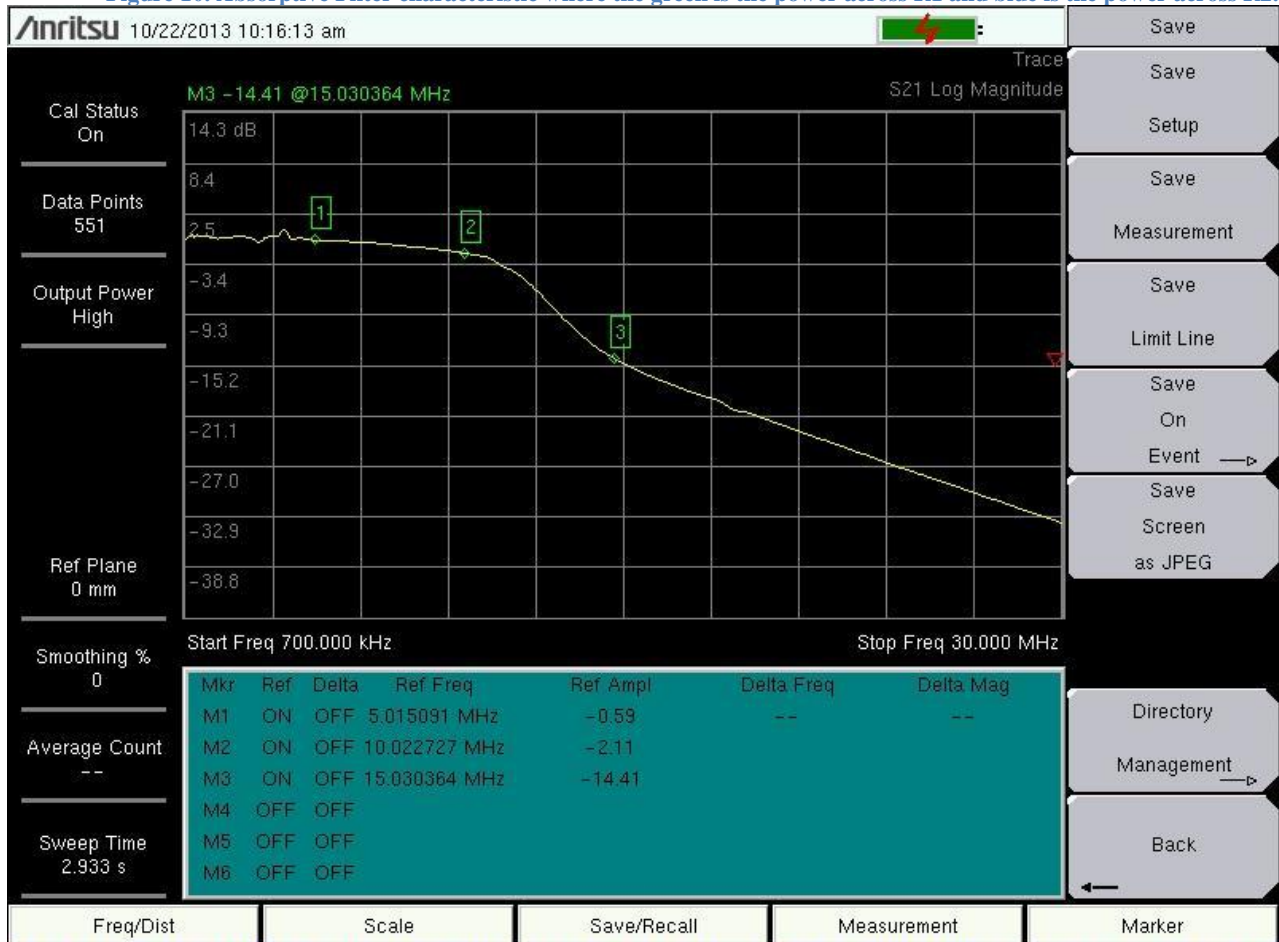 Anritsu 10/22/2013 10:16:13 am
Save
Trace
M3 -14.41 @15.030364 MHz
S21 Log Magnitude
Cal Status
On
Data Points
551
Output Power
High
Ref Plane
0 mm
Smoothing %
0
Average Count
--
Sweep Time
2.933 s
14.3 dB
8.4
2.5
-3.4
-9.3
-15.2
-21.1
-27.0
-32.9
-38.8
1
2
3
Start Freq 700.000 kHz
Stop Freq 30.000 MHz
Mkr Ref Delta Ref Freq Ref Ampl Delta Freq Delta Mag
M1 ON OFF 5.015091 MHz -0.59 -- --
M2 ON OFF 10.022727 MHz -2.11
M3 ON OFF 15.030364 MHz -14.41
M4 OFF OFF
M5 OFF OFF
M6 OFF OFF
Save
Setup
Save
Measurement
Save
Limit Line
Save
On
Event
Save
Screen
as JPEG
Directory
Management
Back
Freq/Dist
Scale
Save/Recall
Measurement
Marker